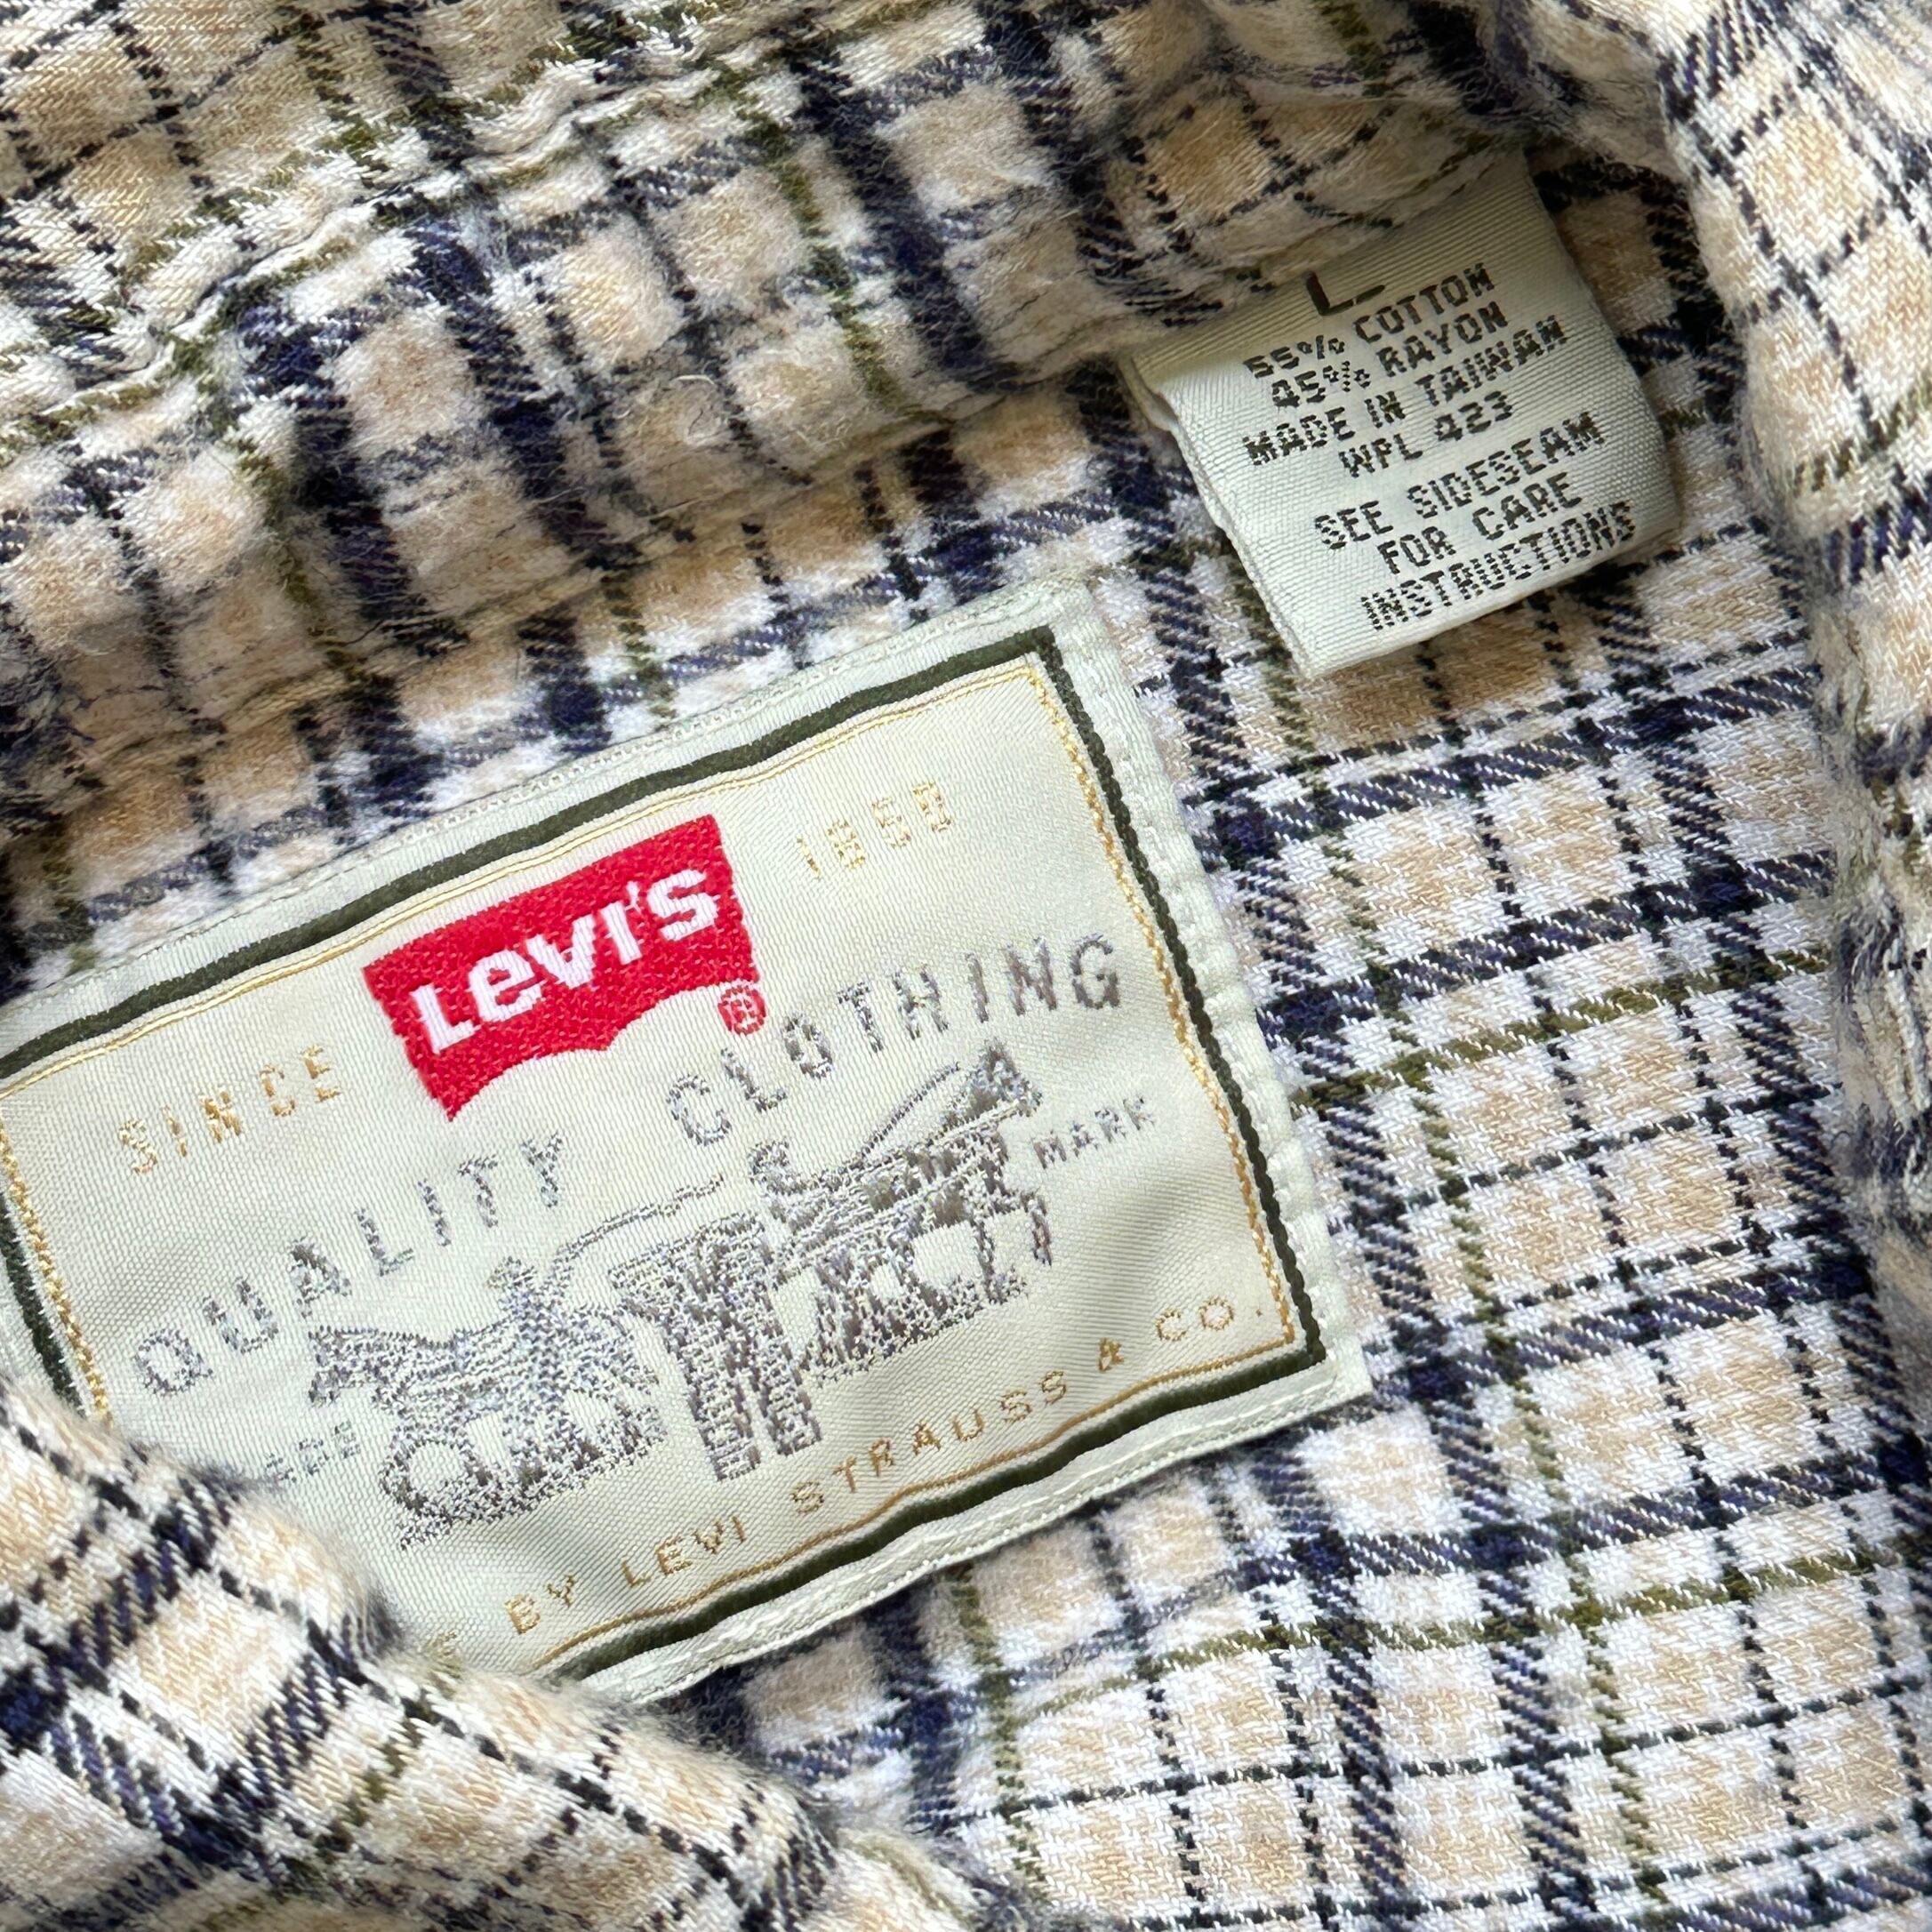 L
55% COTTON
45% RAYON
MADE IN TAIWAN
WPL 423
SEE SIDESEAM
FOR CARE
INSTRUCTIONS
SINCE Levi's ® 1850
QUALITY CLOTHING
MARK
BY LEVI STRAUSS & CO.